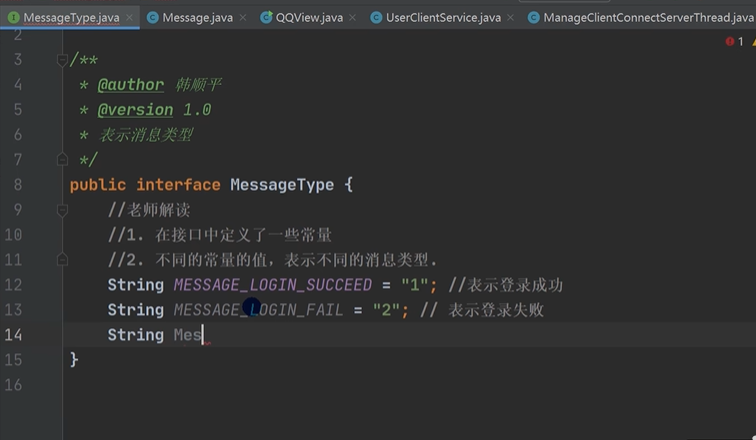 MessageType.java × Message.java × QQView.java × UserClientService.java × ManageClientConnectServerThread.java
2
1
3 /**
4 * @author 韩顺平
5 * @version 1.0
6 * 表示消息类型
7 */
8 public interface MessageType {
9 //老师解读
10 //1. 在接口中定义了一些常量
11 //2. 不同的常量的值，表示不同的消息类型.
12 String MESSAGE_LOGIN_SUCCEED = "1"; //表示登录成功
13 String MESSAGE_LOGIN_FAIL = "2"; // 表示登录失败
14 String Mes
15 }
16